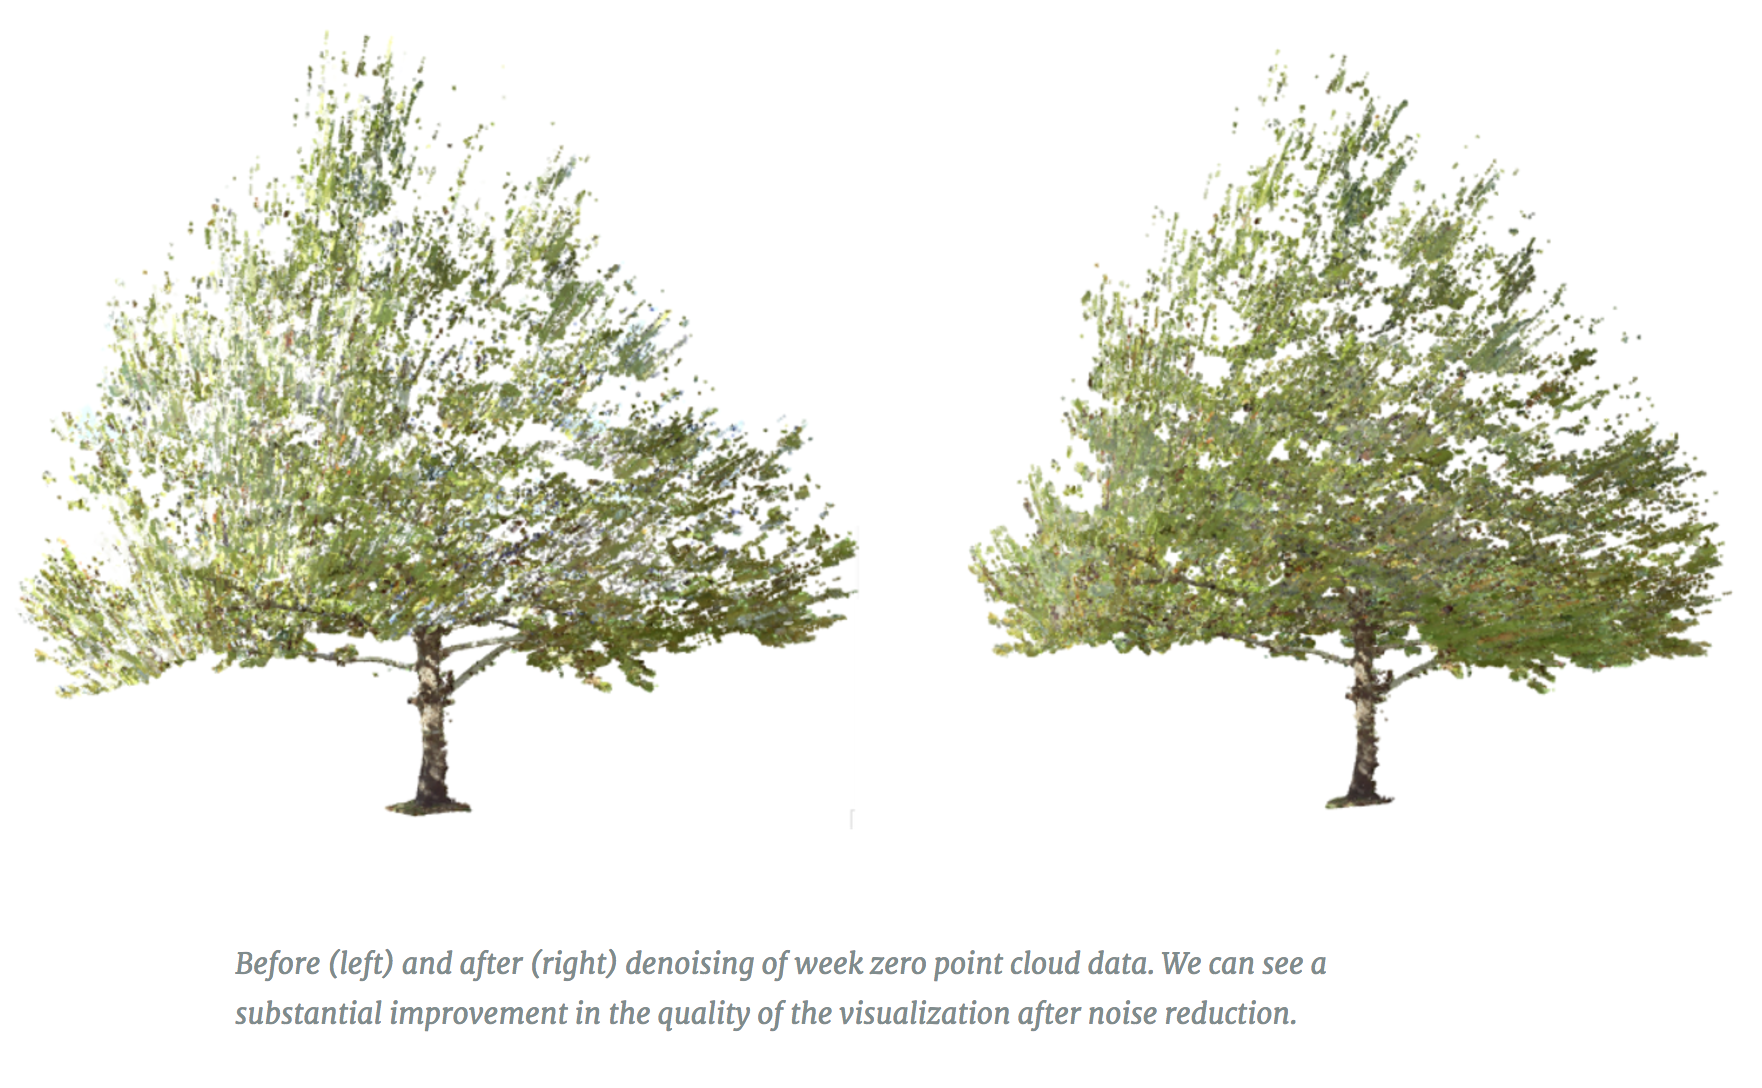 Before (left) and after (right) denoising of week zero point cloud data. We can see a
substantial improvement in the quality of the visualization after noise reduction.